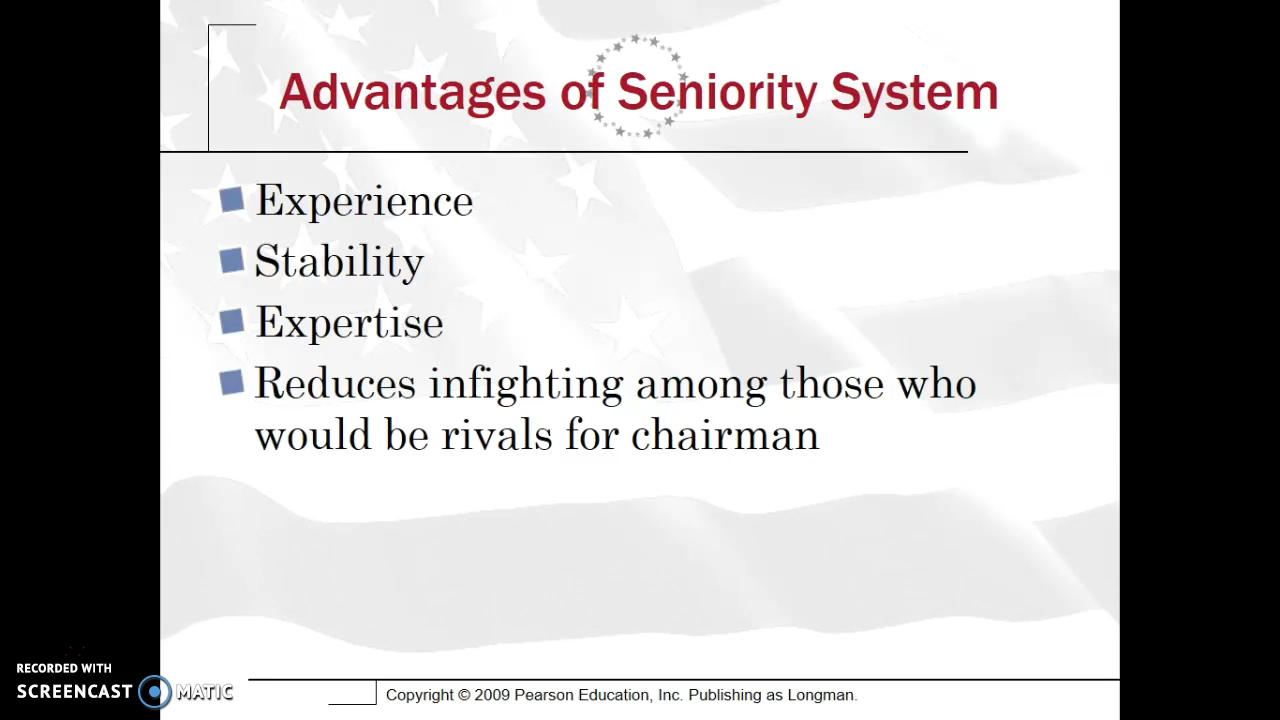 Advantages of Seniority System
Experience
Stability
Expertise
Reduces infighting among those who
would be rivals for chairman
RECORDED WITH
SCREENCAST MATIC
Copyright © 2009 Pearson Education, Inc. Publishing as Longman.